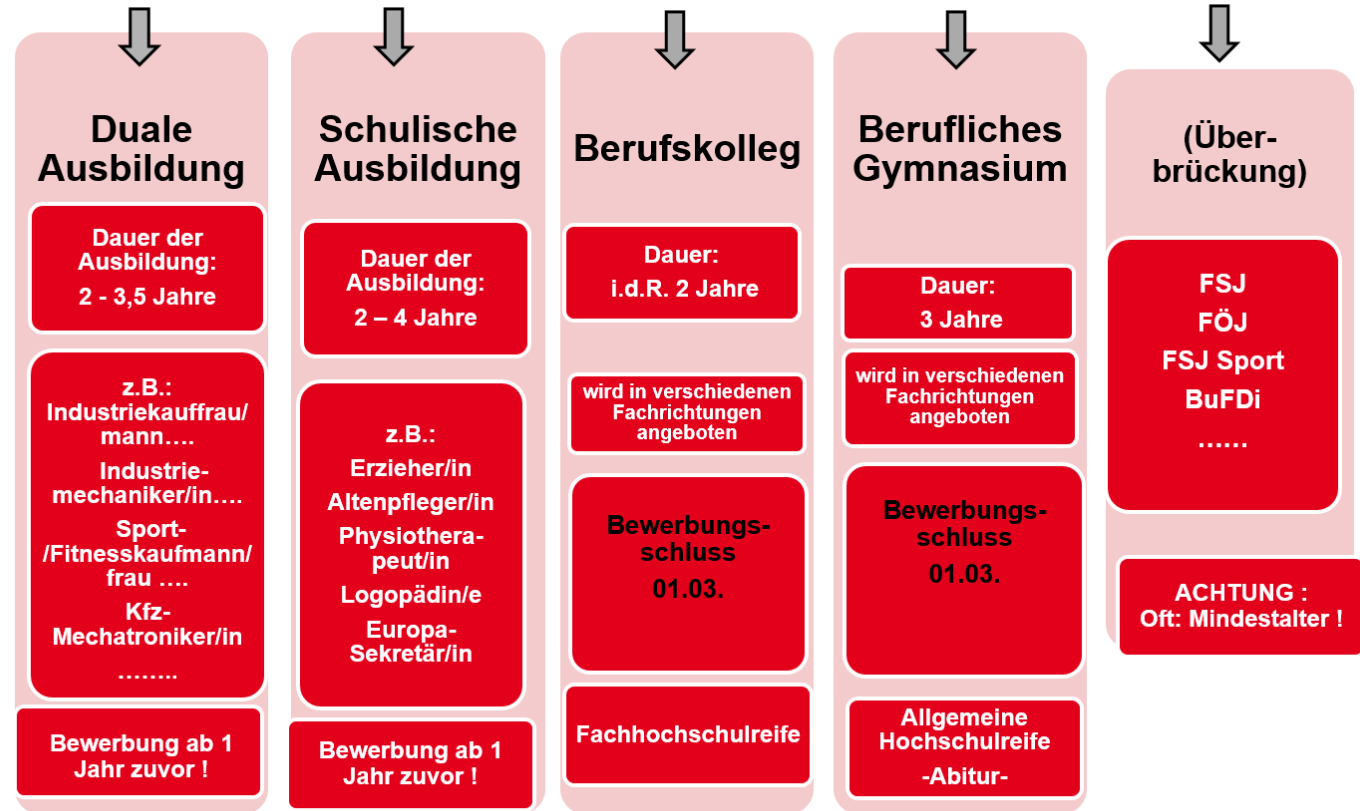 Duale
Ausbildung
Dauer der
Ausbildung:
2 - 3,5 Jahre
z.B.:
Industriekauffrau/
mann….
Industrie-
mechaniker/in….
Sport-
/Fitnesskaufmann/
frau ….
Kfz-
Mechatroniker/in
……..
Bewerbung ab 1
Jahr zuvor !
Schulische
Ausbildung
Dauer der
Ausbildung:
2 – 4 Jahre
z.B.:
Erzieher/in
Altenpfleger/in
Physiothera-
peut/in
Logopädin/e
Europa-
Sekretär/in
Bewerbung ab 1
Jahr zuvor !
Berufskolleg
Dauer:
i.d.R. 2 Jahre
wird in verschiedenen
Fachrichtungen
angeboten
Bewerbungs-
schluss
01.03.
Fachhochschulreife
Berufliches
Gymnasium
Dauer:
3 Jahre
wird in verschiedenen
Fachrichtungen
angeboten
Bewerbungs-
schluss
01.03.
Allgemeine
Hochschulreife
-Abitur-
(Über-
brückung)
FSJ
FÖJ
FSJ Sport
BuFDi
……
ACHTUNG :
Oft: Mindestalter !